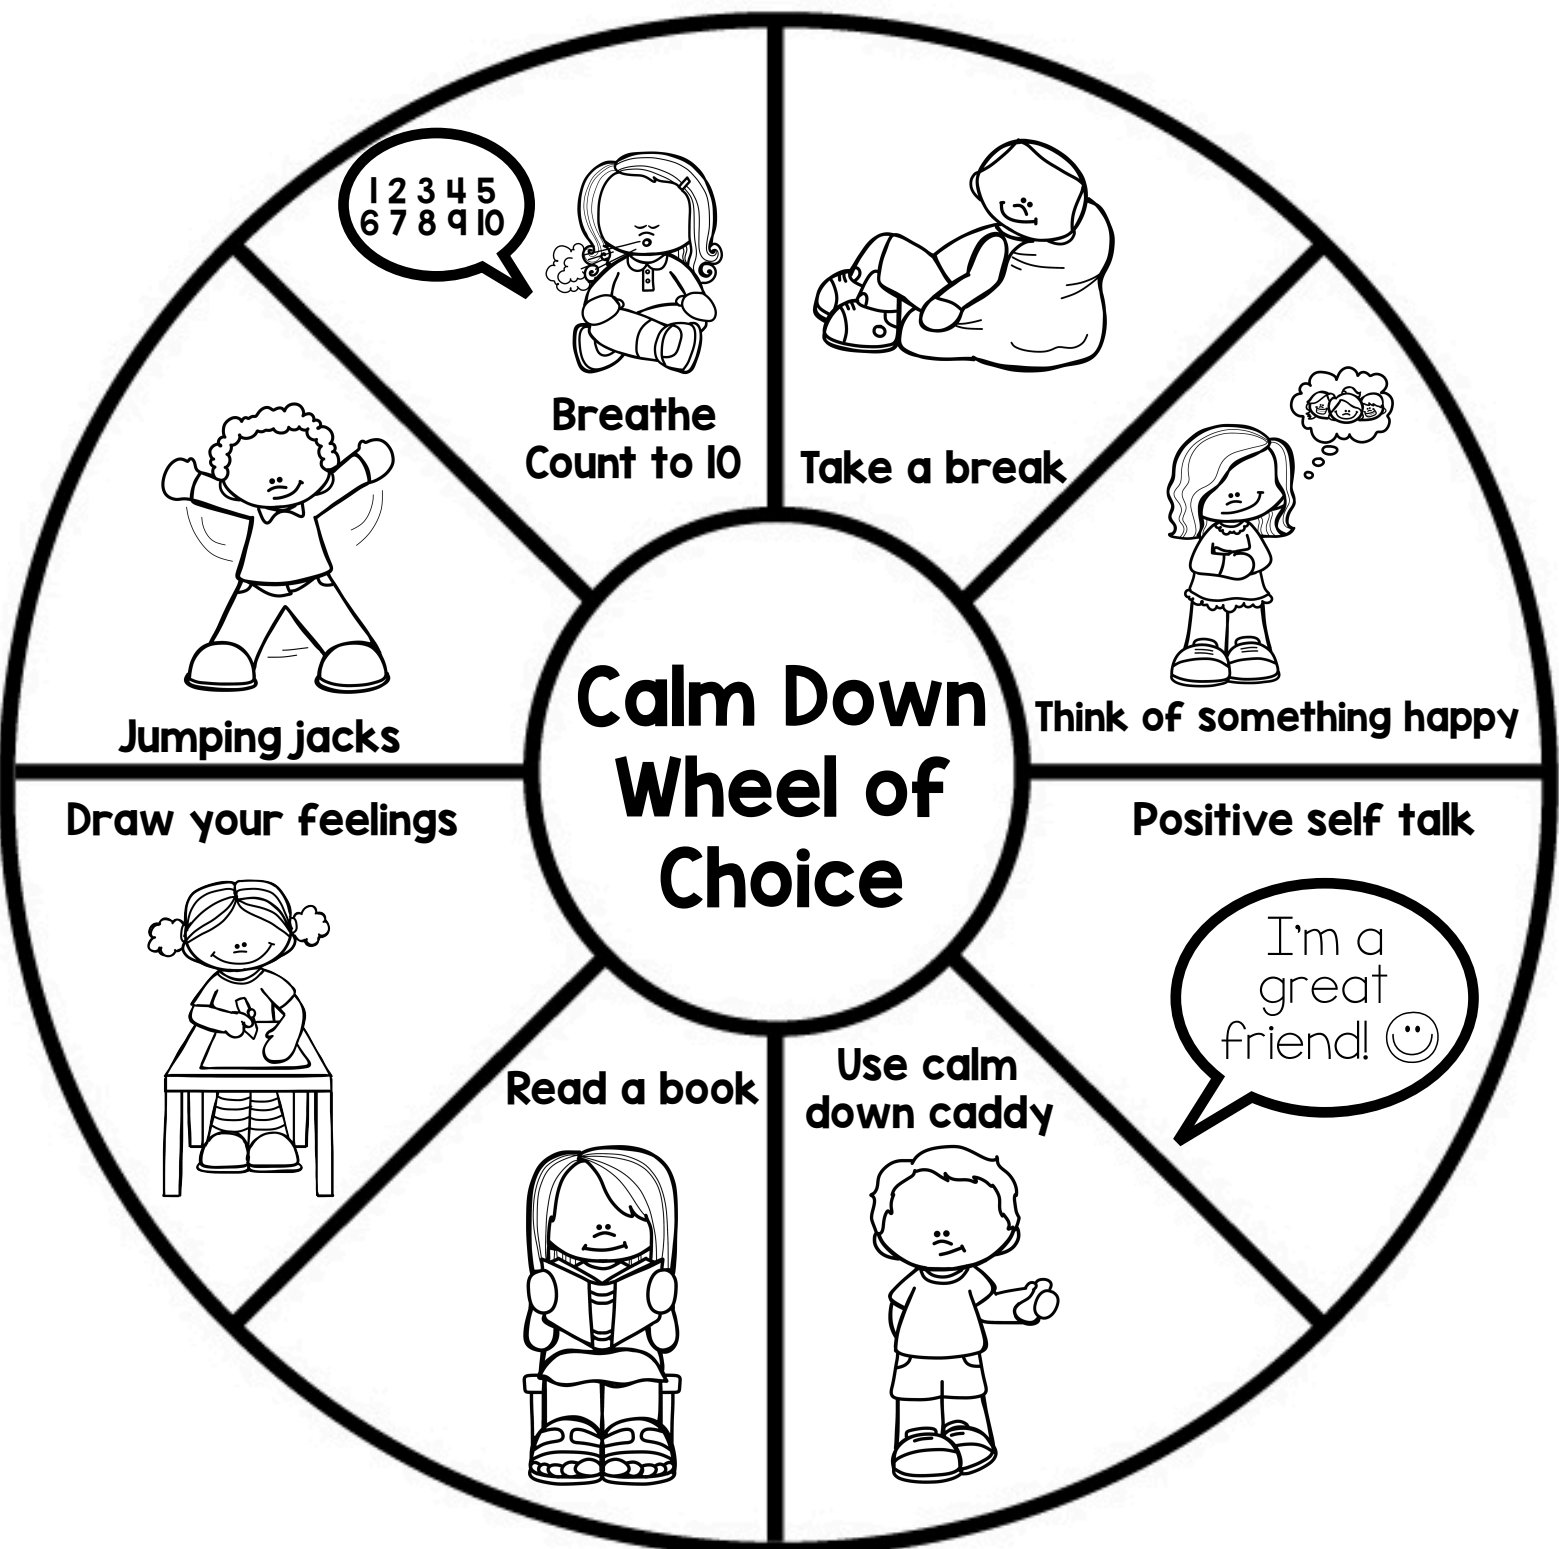 1 2 3 4 5
6 7 8 9 10
Breathe
Count to 10
Take a break
Think of something happy
Jumping jacks
Calm Down
Wheel of
Choice
Draw your feelings
Positive self talk
I'm a
great
friend!
Read a book
Use calm
down caddy